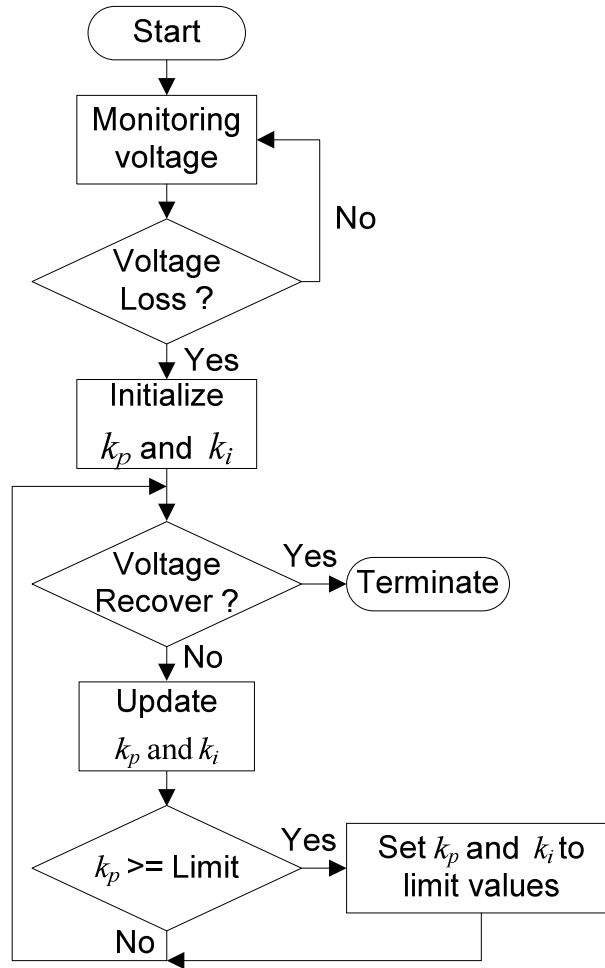 Start
Monitoring
voltage
No
Voltage
Loss ?
Yes
Initialize
kp and ki
Voltage
Recover ?
Yes
Terminate
No
Update
kp and ki
kp >= Limit
Yes
Set kp and ki to
limit values
No